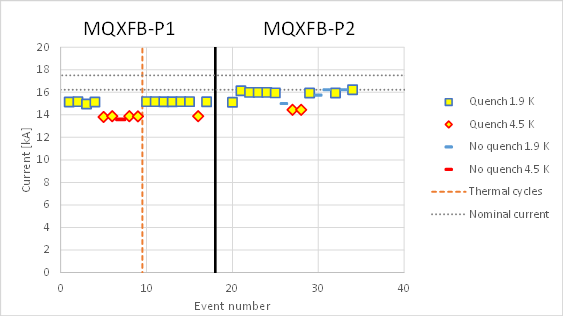 MQXFB-P1 MQXFB-P2
20
18
16
14
12
10
8
6
4
2
0
Current [kA]
0 10 20 30 40
Event number
Quench 1.9 K
Quench 4.5 K
No quench 1.9 K
No quench 4.5 K
Thermal cycles
Nominal current